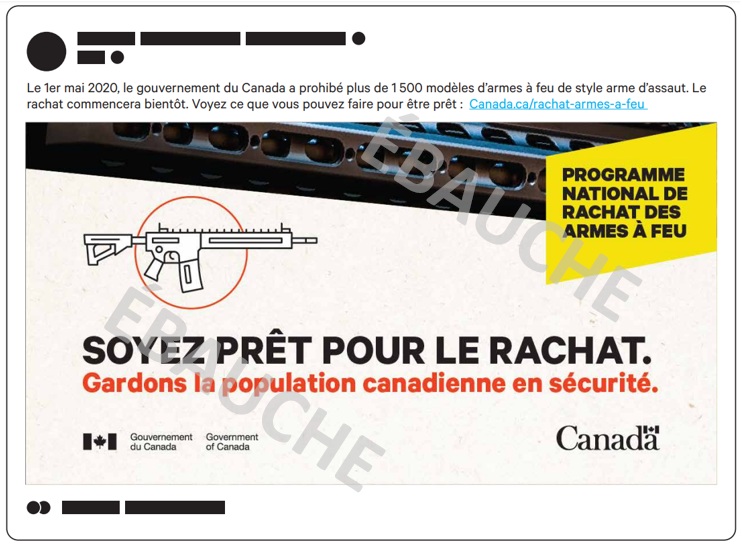 Le 1er mai 2020, le gouvernement du Canada a prohibé plus de 1 500 modèles d’armes à feu de style arme d’assaut. Le
rachat commencera bientôt. Voyez ce que vous pouvez faire pour être prêt : Canada.ca/rachat-armes-a-feu
PROGRAMME
NATIONAL DE
RACHAT DES
ARMES À FEU
ÉBAUCHE
SOYEZ PRÊT POUR LE RACHAT.
Gardons la population canadienne en sécurité.
ÉBAUCHE
Gouvernement
du Canada
Government
of Canada
Canada